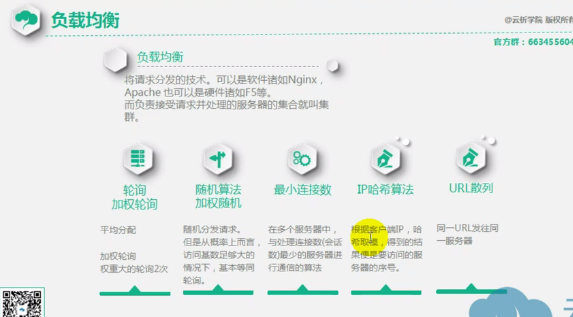 负载均衡
@云析学院 版权所有
官方群：663455604
负载均衡
将请求分发的技术。可以是软件诸如Nginx，
Apache 也可以是硬件诸如F5等。
而负责接受请求并处理的服务器的集合就叫集
群。
轮询
加权轮询
平均分配
加权轮询
权重大的轮询2次
随机算法
加权随机
随机分发请求。
但是从概率上而言，
访问基数足够大的
情况下，基本等同
轮询。
最小连接数
在多个服务器中，
与处理连接数(会话
数)最少的服务器进
行通信的算法
IP哈希算法
根据客户端IP，哈
希取模，得到的结
果便是要访问的服
务器的序号。
URL散列
同一URL发往同
一服务器